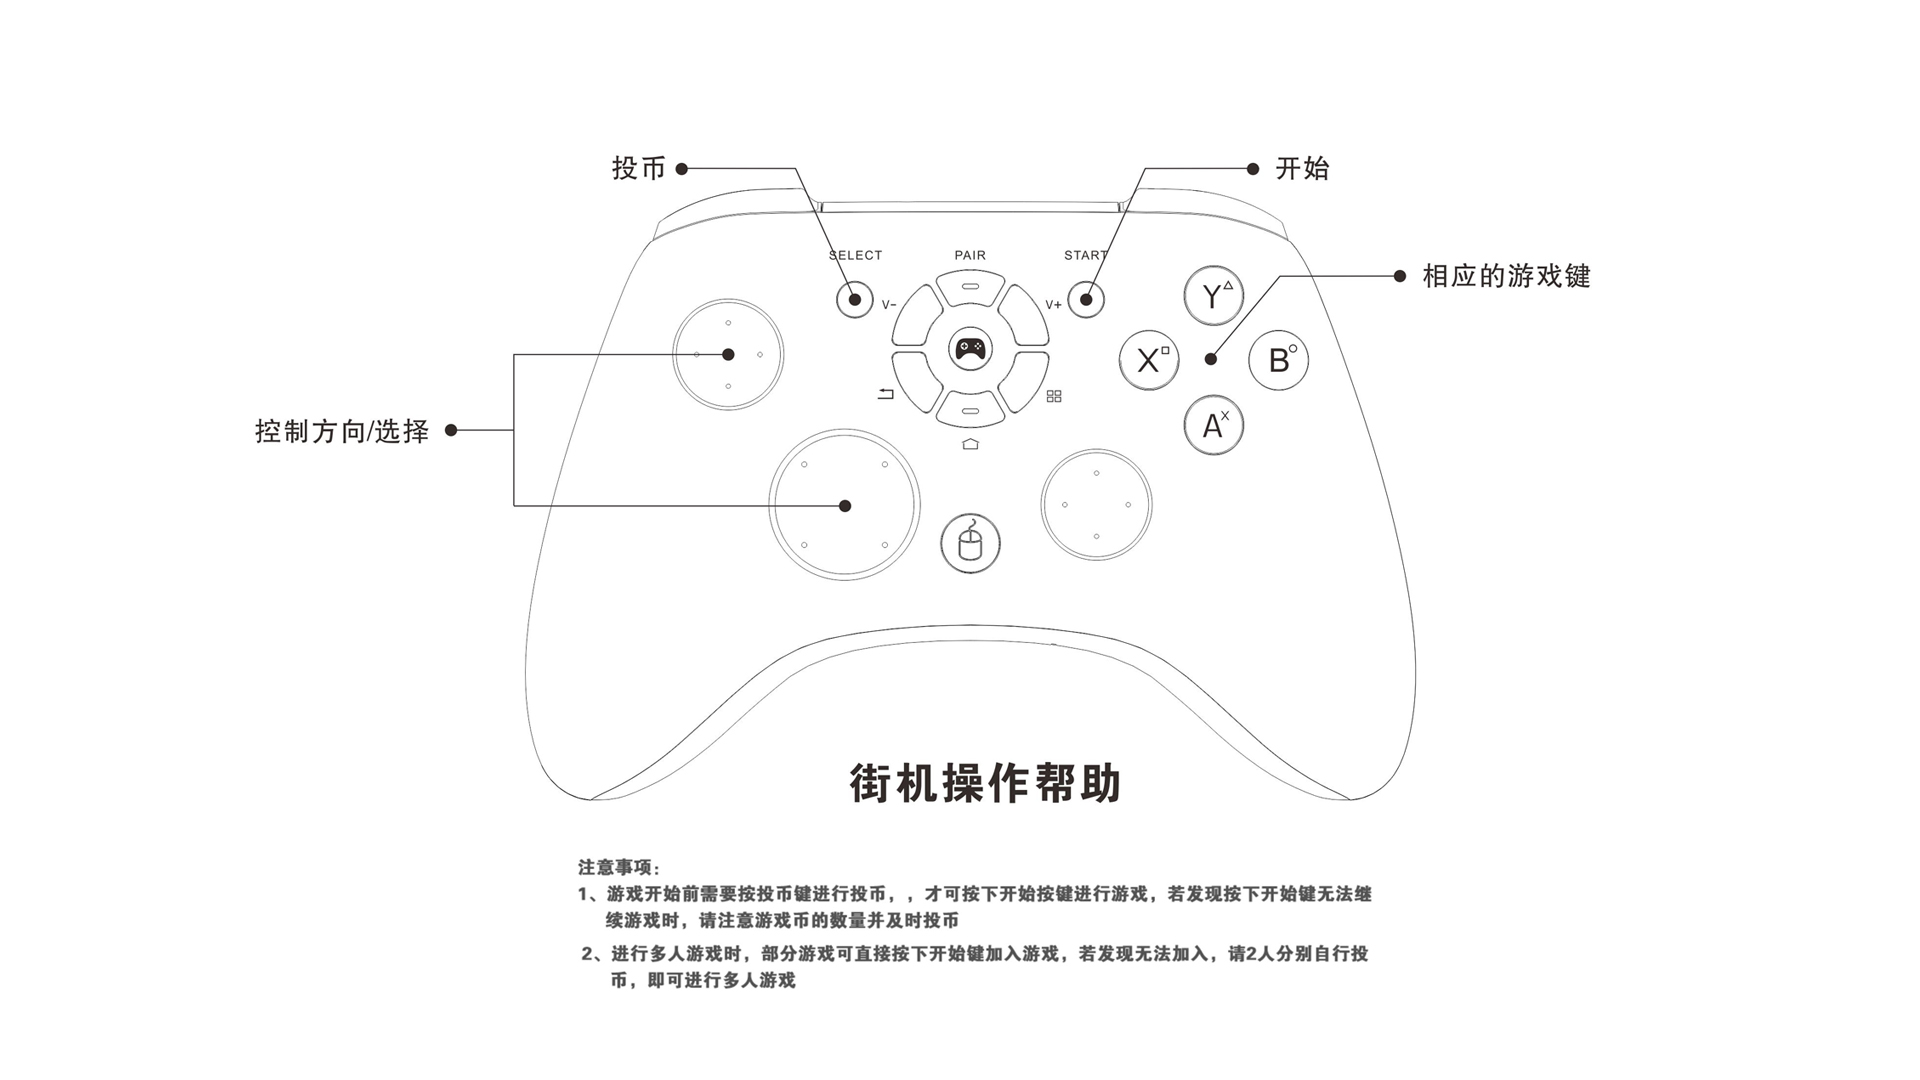 投币
开始
SELECT
PAIR
START
相应的游戏键
V-
V+
Y
X
B
A
控制方向/选择
街机操作帮助
注意事项：
1、游戏开始前需要按投币键进行投币，，才可按下开始按键进行游戏，若发现按下开始键无法继
续游戏时，请注意游戏币的数量并及时投币
2、进行多人游戏时，部分游戏可直接按下开始键加入游戏，若发现无法加入，请2人分别自行投
币，即可进行多人游戏